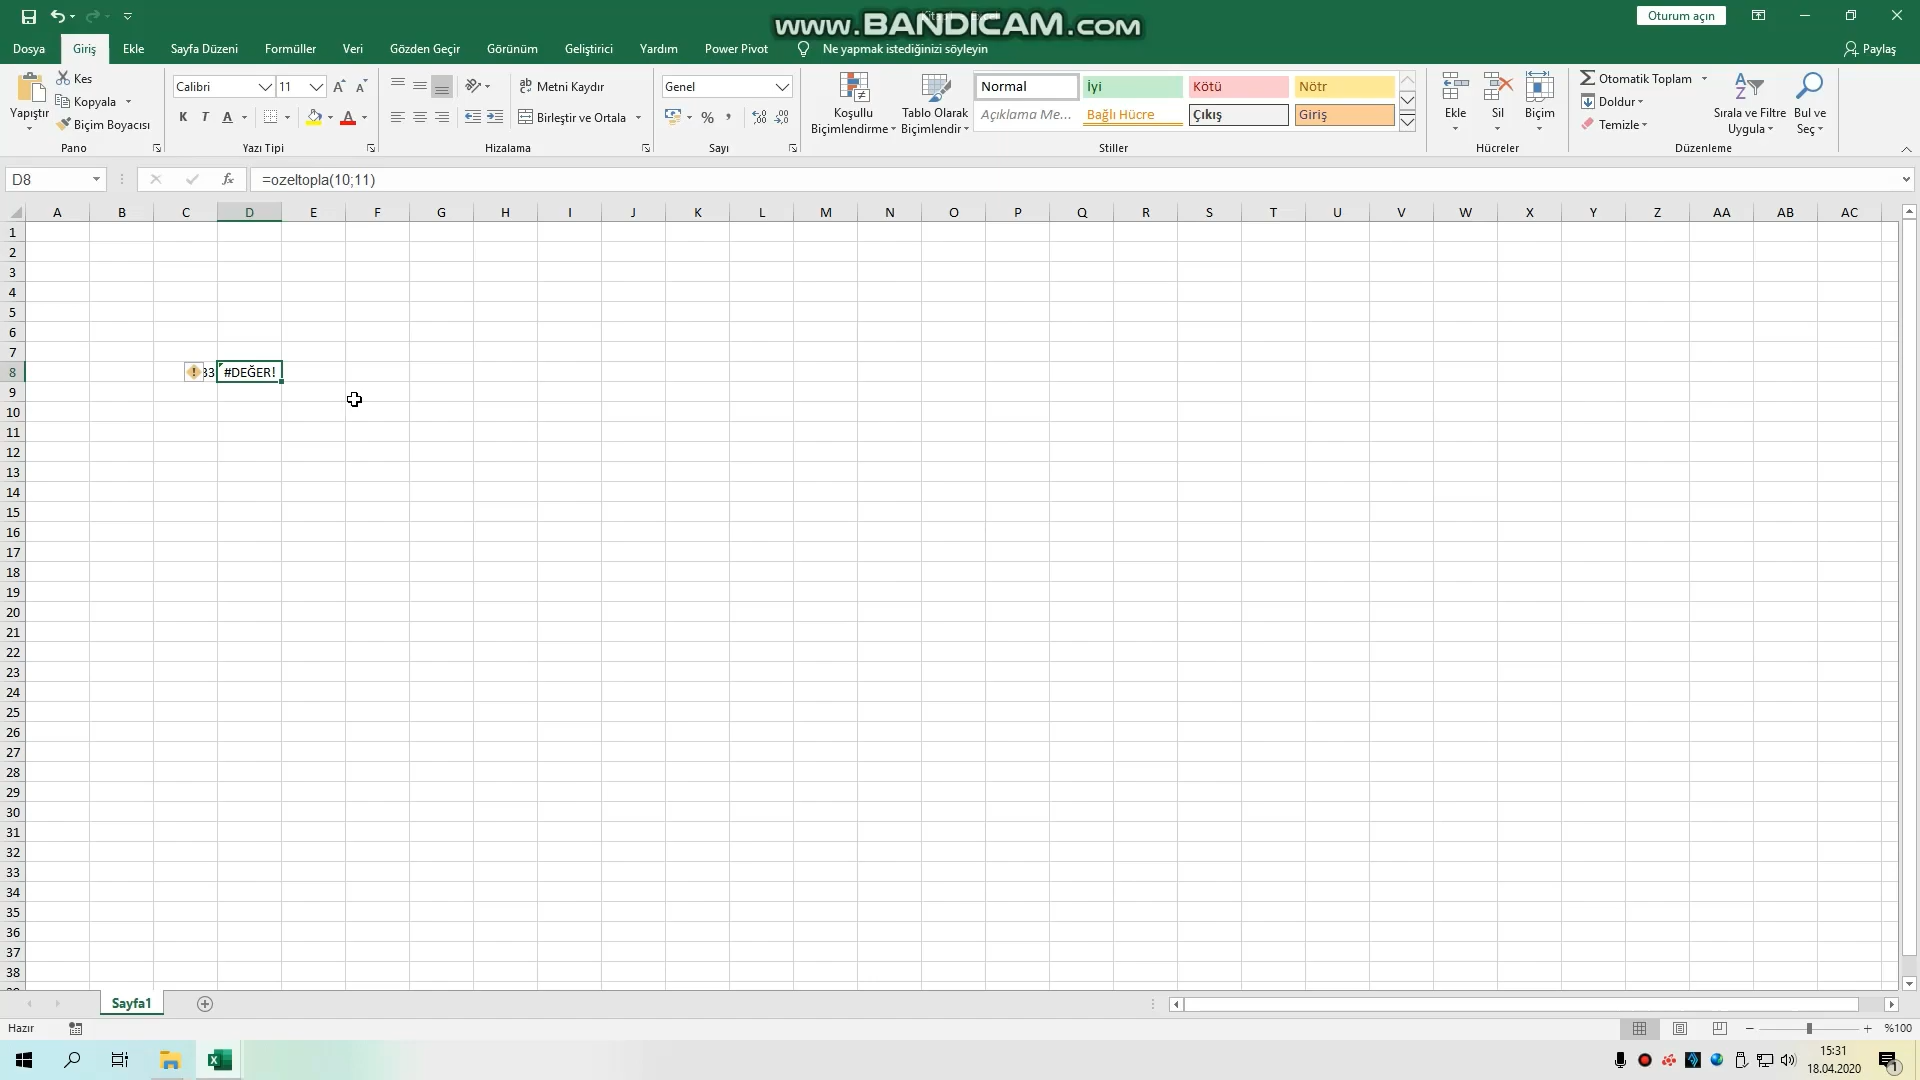 www.BANDICAM.com
Oturum açın
Dosya Giriş Ekle Sayfa Düzeni Formüller Veri Gözden Geçir Görünüm Geliştirici Yardım Power Pivot Ne yapmak istediğinizi söyleyin Paylaş
Yapıştır
Kes
Kopyala
Biçim Boyacısı
Pano
Calibri 11
K T A
Yazı Tipi
Metni Kaydır
Birleştir ve Ortala
Hizalama
Genel
%
Sayı
Koşullu Biçimlendirme
Tablo Olarak Biçimlendir
Normal İyi Kötü Nötr
Açıklama Me... Bağlı Hücre Çıkış Giriş
Stiller
Ekle Sil Biçim
Hücreler
Otomatik Toplam
Doldur
Temizle
Sırala ve Filtre Uygula
Bul ve Seç
Düzenleme
D8 fx =ozeltopla(10;11)
A B C D E F G H I J K L M N O P Q R S T U V W X Y Z AA AB AC
1
2
3
4
5
6
7
8 33 #DEĞER!
9
10
11
12
13
14
15
16
17
18
19
20
21
22
23
24
25
26
27
28
29
30
31
32
33
34
35
36
37
38
Sayfa1
Hazır %100
15:31
18.04.2020
1